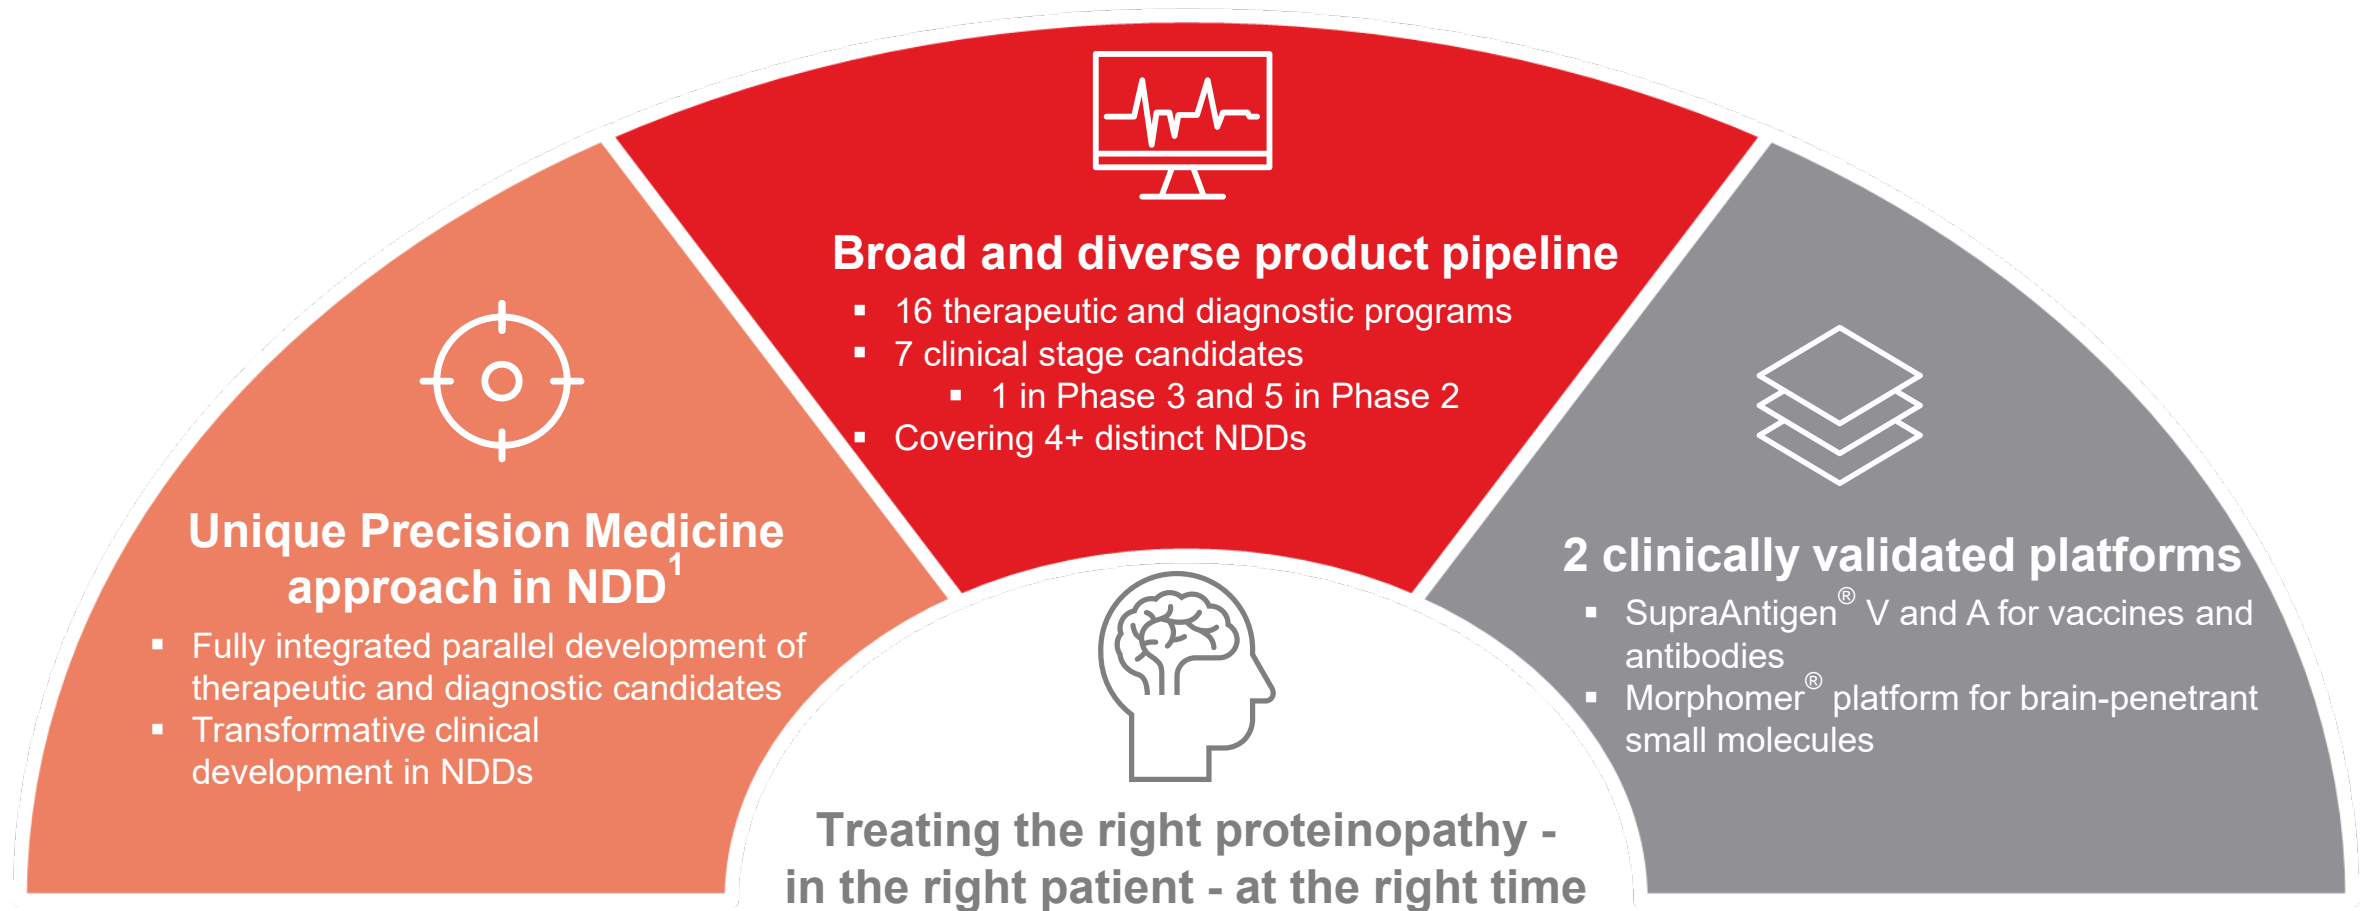 Broad and diverse product pipeline
▪ 16 therapeutic and diagnostic programs
▪ 7 clinical stage candidates
▪ 1 in Phase 3 and 5 in Phase 2
▪ Covering 4+ distinct NDDs
Unique Precision Medicine
approach in NDD¹
▪ Fully integrated parallel development of
therapeutic and diagnostic candidates
▪ Transformative clinical
development in NDDs
2 clinically validated platforms
▪ SupraAntigen® V and A for vaccines and
antibodies
▪ Morphomer® platform for brain-penetrant
small molecules
Treating the right proteinopathy -
in the right patient - at the right time